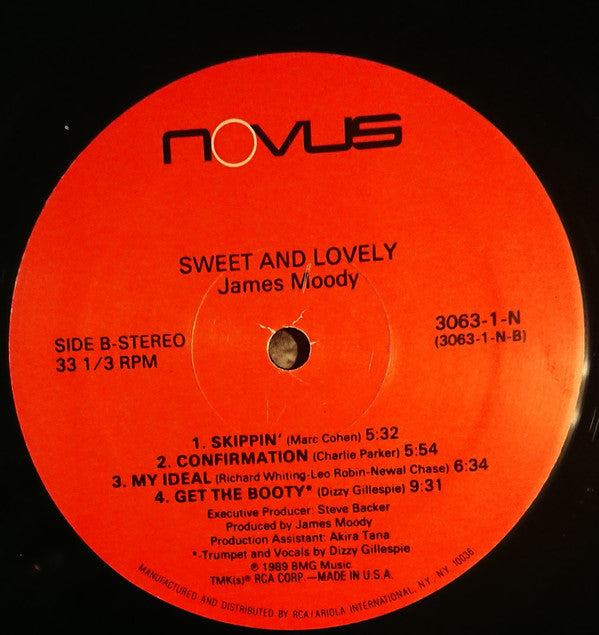 NOVUS
SWEET AND LOVELY
James Moody
SIDE B-STEREO
33 1/3 RPM
3063-1-N
(3063-1-N-B)
1. SKIPPIN' (Marc Cohen) 5:32
2. CONFIRMATION (Charlie Parker) 5:54
3. MY IDEAL (Richard Whiting-Leo Robin-Newal Chase) 6:34
4. GET THE BOOTY* (Dizzy Gillespie) 9:31
Executive Producer: Steve Backer
Produced by James Moody
Production Assistant: Akira Tana
*-Trumpet and Vocals by Dizzy Gillespie
℗ 1989 BMG Music
TMK(s)® RCA CORP.—MADE IN U.S.A.
MANUFACTURED AND DISTRIBUTED BY RCA/ARIOLA INTERNATIONAL, NY, NY 10036